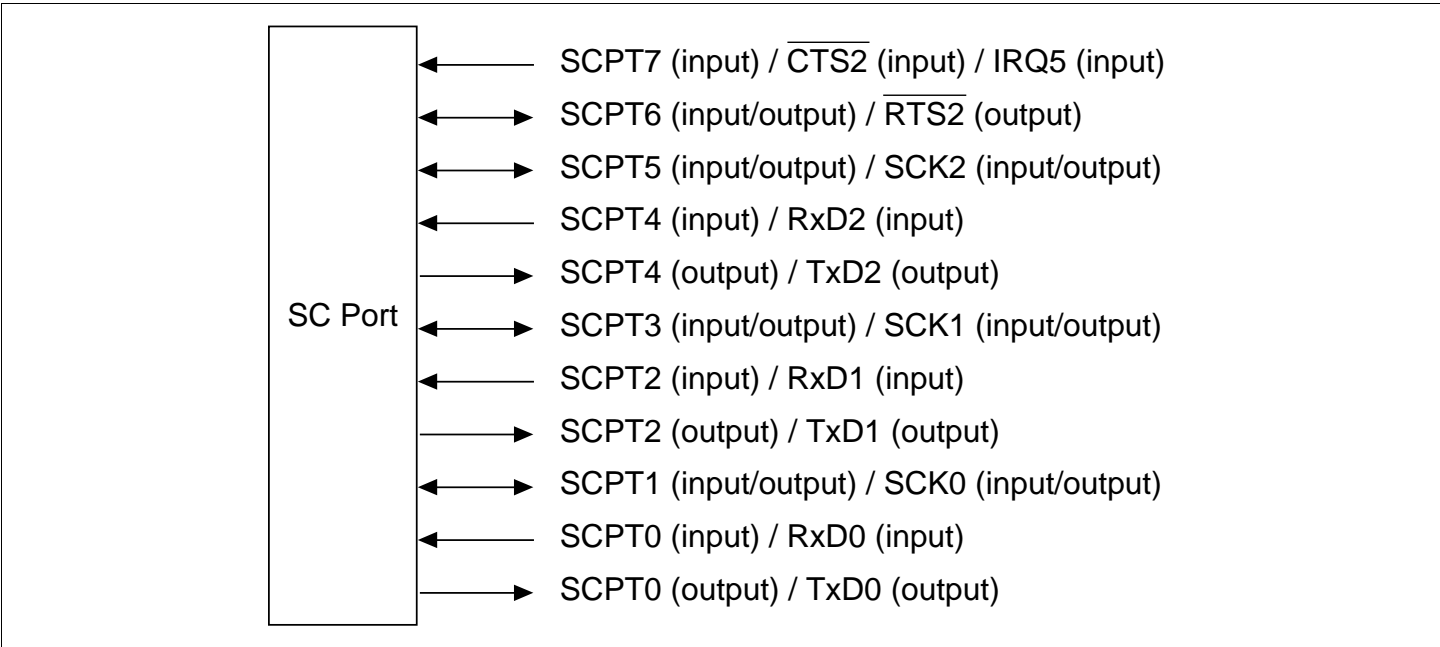 SCPT7 (input) / C̅T̅S̅2̅ (input) / IRQ5 (input)
SCPT6 (input/output) / R̅T̅S̅2̅ (output)
SCPT5 (input/output) / SCK2 (input/output)
SCPT4 (input) / RxD2 (input)
SCPT4 (output) / TxD2 (output)
SC Port
SCPT3 (input/output) / SCK1 (input/output)
SCPT2 (input) / RxD1 (input)
SCPT2 (output) / TxD1 (output)
SCPT1 (input/output) / SCK0 (input/output)
SCPT0 (input) / RxD0 (input)
SCPT0 (output) / TxD0 (output)